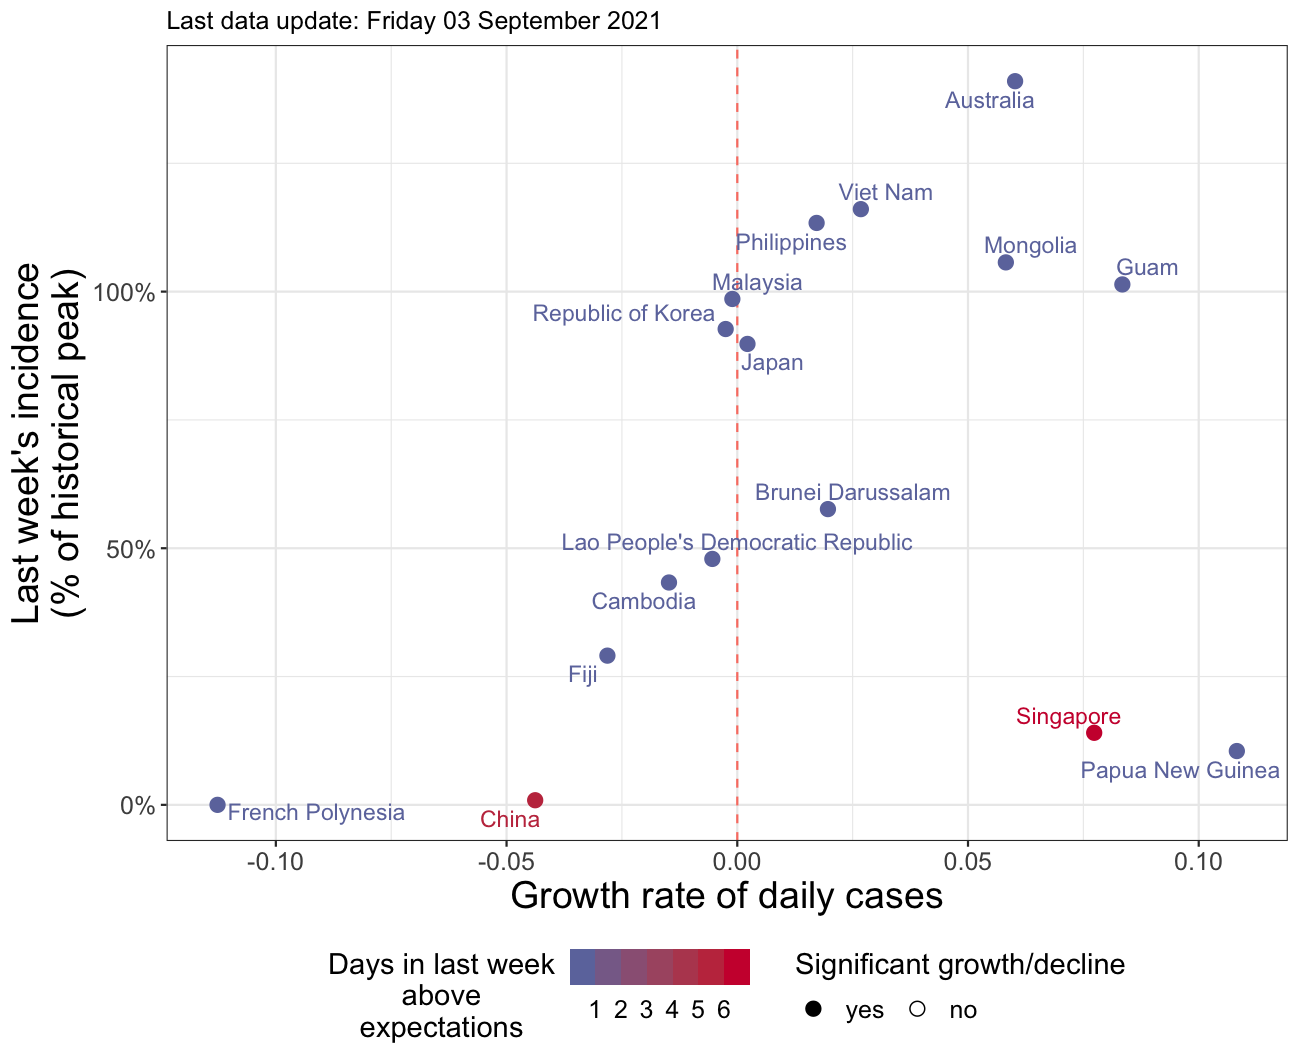 Last data update: Friday 03 September 2021
Australia
Viet Nam
Philippines
Mongolia
Guam
Malaysia
Republic of Korea
Japan
Brunei Darussalam
Lao People's Democratic Republic
Cambodia
Fiji
Singapore
Papua New Guinea
French Polynesia
China
Last week's incidence
(% of historical peak)
100%
50%
0%
-0.10 -0.05 0.00 0.05 0.10
Growth rate of daily cases
Days in last week
above
expectations
1 2 3 4 5 6
Significant growth/decline
yes no